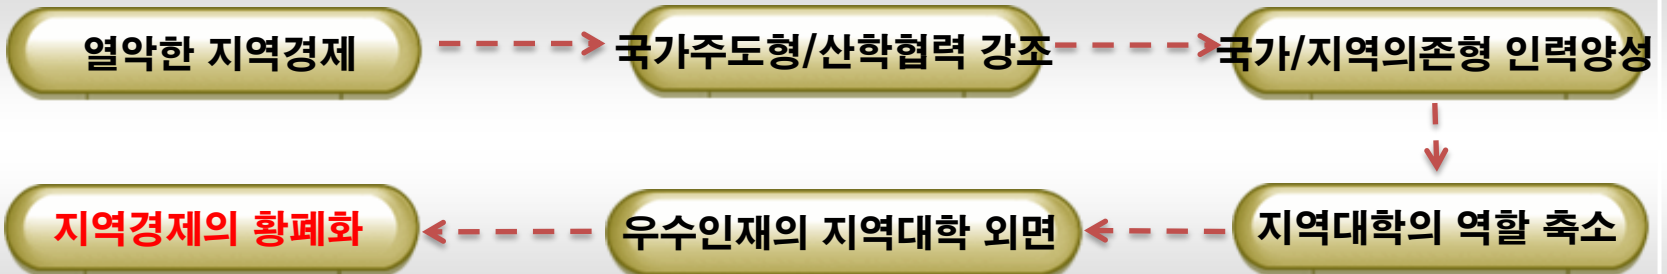 열악한 지역경제
국가주도형/산학협력 강조
국가/지역의존형 인력양성
지역대학의 역할 축소
우수인재의 지역대학 외면
지역경제의 황폐화